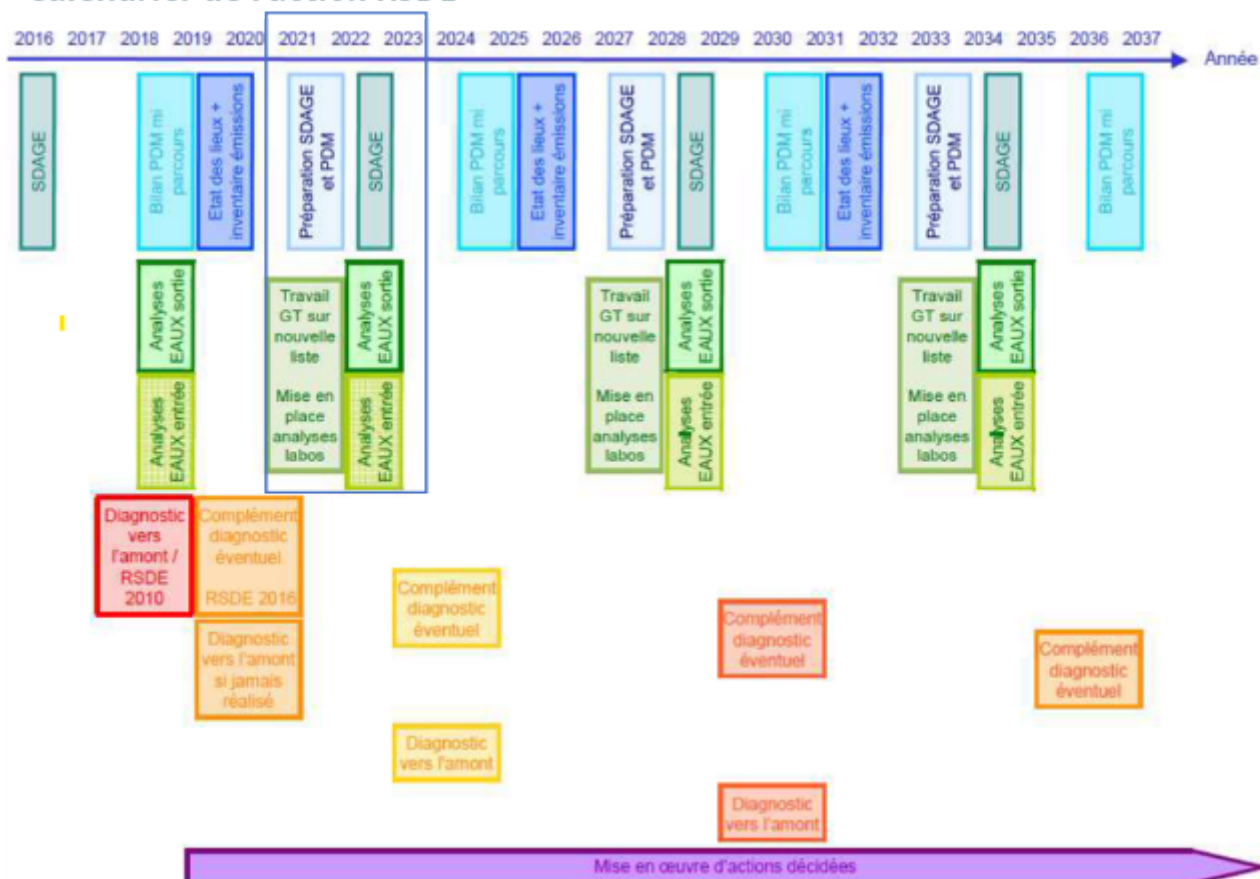 2016 2017 2018 2019 2020 2021 2022 2023 2024 2025 2026 2027 2028 2029 2030 2031 2032 2033 2034 2035 2036 2037
Année
SDAGE
Bilan PDM mi
parcours
Etat des lieux +
inventaire émissions
Préparation SDAGE
et PDM
SDAGE
Bilan PDM mi
parcours
Etat des lieux +
inventaire émissions
Préparation SDAGE
et PDM
SDAGE
Bilan PDM mi
parcours
Etat des lieux +
inventaire émissions
Préparation SDAGE
et PDM
SDAGE
Bilan PDM mi
parcours
Analyses
EAUX sortie
Analyses
EAUX entrée
Travail
GT sur
nouvelle
liste
Mise en
place
analyses
labos
Analyses
EAUX sortie
Analyses
EAUX entrée
Travail
GT sur
nouvelle
liste
Mise en
place
analyses
labos
Analyses
EAUX sortie
Analyses
EAUX entrée
Travail
GT sur
nouvelle
liste
Mise en
place
analyses
labos
Analyses
EAUX sortie
Analyses
EAUX entrée
Diagnostic
vers
l'amont /
RSDE
2010
Complément
diagnostic
éventuel
RSDE 2016
Diagnostic
vers l'amont
si jamais
réalisé
Complément
diagnostic
éventuel
Diagnostic
vers l'amont
Complément
diagnostic
éventuel
Diagnostic
vers l'amont
Complément
diagnostic
éventuel
Mise en œuvre d'actions décidées